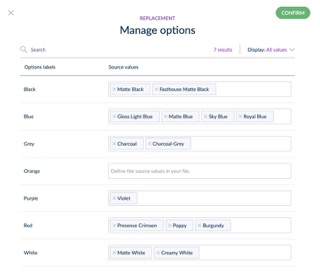 REPLACEMENT
CONFIRM
Manage options
Search
7 results
Display: All values
Options labels
Source values
Black
× Matte Black × Fasthouse Matte Black
Blue
× Gloss Light Blue × Matte Blue × Sky Blue × Royal Blue
Grey
× Charcoal × Charcoal-Grey
Orange
Define the source values in your file.
Purple
× Violet
Red
× Presence Crimson × Poppy × Burgundy
White
× Matte White × Creamy White